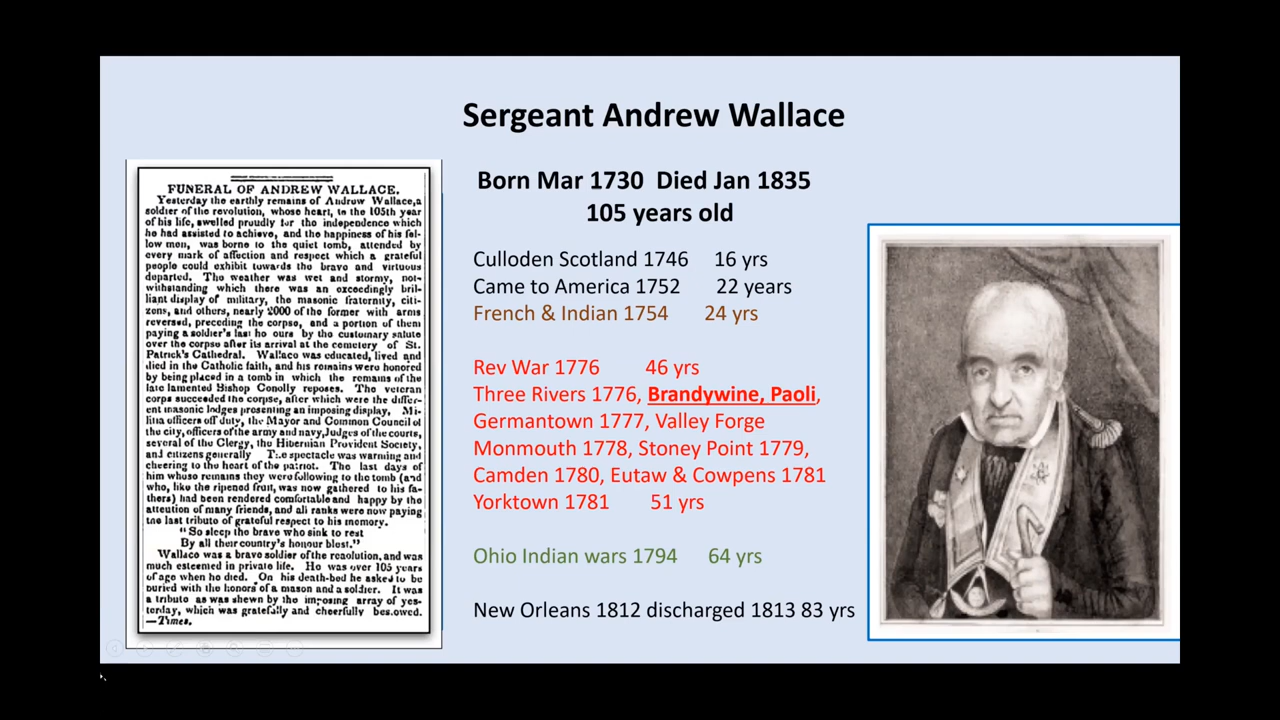 Sergeant Andrew Wallace
FUNERAL OF ANDREW WALLACE.
Yesterday the earthly remains of Andrew Wallace, a
soldier of the revolution, whose heart, in the 105th year
of his life, swelled proudly for the independence which
he had assisted to achieve, and the happiness of his fel-
low men, was borne to the quiet tomb, attended by
every mark of affection and respect which a grateful
people could exhibit towards the brave and virtuous
departed. The weather was wet and stormy, not-
withstanding which there was an exceedingly bril-
liant display of military, the masonic fraternity, citi-
zens, and others, nearly 2000 of the former with arms
reversed, preceding the corpse, and a portion of them
paying a soldier's last ho ours by the customary salute
over the corpse after its arrival at the cemetery of St.
Patrick's Cathedral. Wallace was educated, lived and
died in the Catholic faith, and his remains were honored
by being placed in a tomb in which the remains of the
late lamented Bishop Conolly reposes. The veteran
corps succeeded the corpse, after which were the differ-
ent masonic lodges presenting an imposing display, Mi-
litia officers off duty, the Mayor and Common Council of
the city, officers of the army and navy, Judges of the courts,
several of the Clergy, the Hibernian Provident Society,
and citizens generally The spectacle was warming and
cheering to the heart of the patriot. The last days of
him whose remains they were following to the tomb (and
who, like the ripened fruit, was now gathered to his fa-
thers) had been rendered comfortable and happy by the
attention of many friends, and all ranks were now paying
the last tribute of grateful respect to his memory.
"So sleep the brave who sink to rest
By all their country's honour blest."
Wallace was a brave soldier of the revolution, and was
much esteemed in private life. He was over 105 years
of age when he died. On his death-bed he asked to be
buried with the honors of a mason and a soldier. It was
a tribute as was shewn by the imposing array of yes-
terday, which was gratefully and cheerfully bestowed.
—Times.
Born Mar 1730 Died Jan 1835
105 years old
Culloden Scotland 1746 16 yrs
Came to America 1752 22 years
French & Indian 1754 24 yrs
Rev War 1776 46 yrs
Three Rivers 1776, Brandywine, Paoli,
Germantown 1777, Valley Forge
Monmouth 1778, Stoney Point 1779,
Camden 1780, Eutaw & Cowpens 1781
Yorktown 1781 51 yrs
Ohio Indian wars 1794 64 yrs
New Orleans 1812 discharged 1813 83 yrs